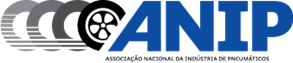 ANIP
ASSOCIAÇÃO NACIONAL DA INDÚSTRIA DE PNEUMÁTICOS